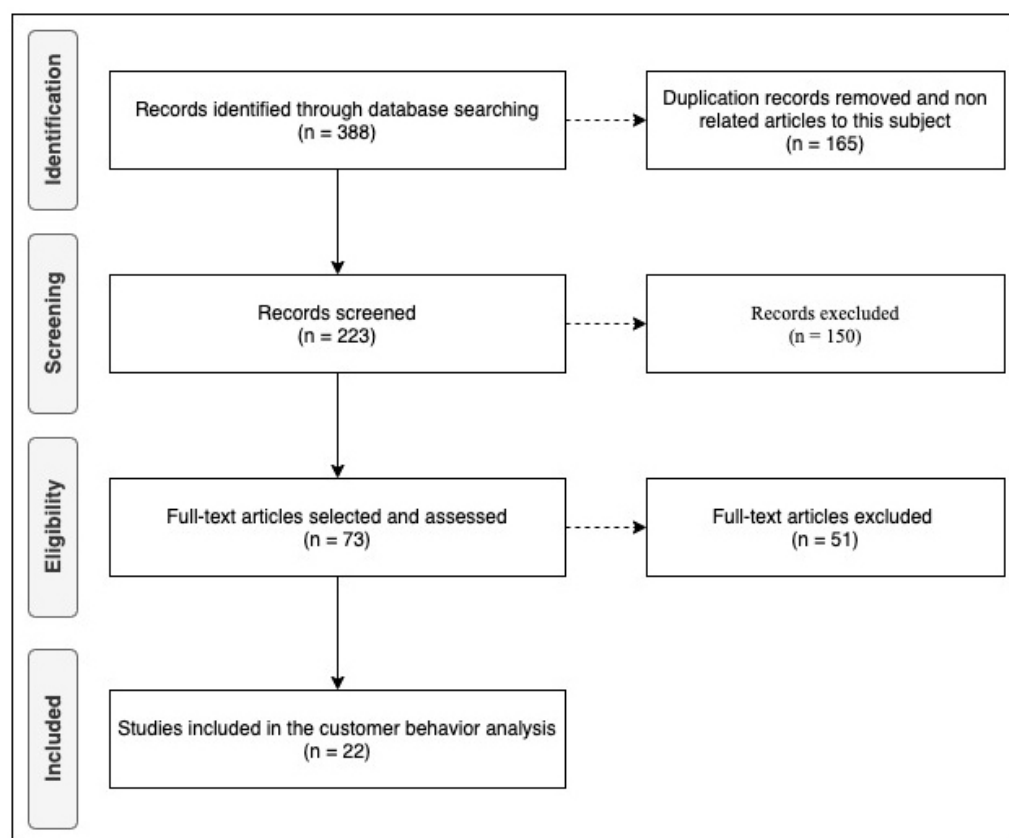 Identification
Records identified through database searching
(n = 388)
Duplication records removed and non
related articles to this subject
(n = 165)
Screening
Records screened
(n = 223)
Records execluded
(n = 150)
Eligibility
Full-text articles selected and assessed
(n = 73)
Full-text articles excluded
(n = 51)
Included
Studies included in the customer behavior analysis
(n = 22)